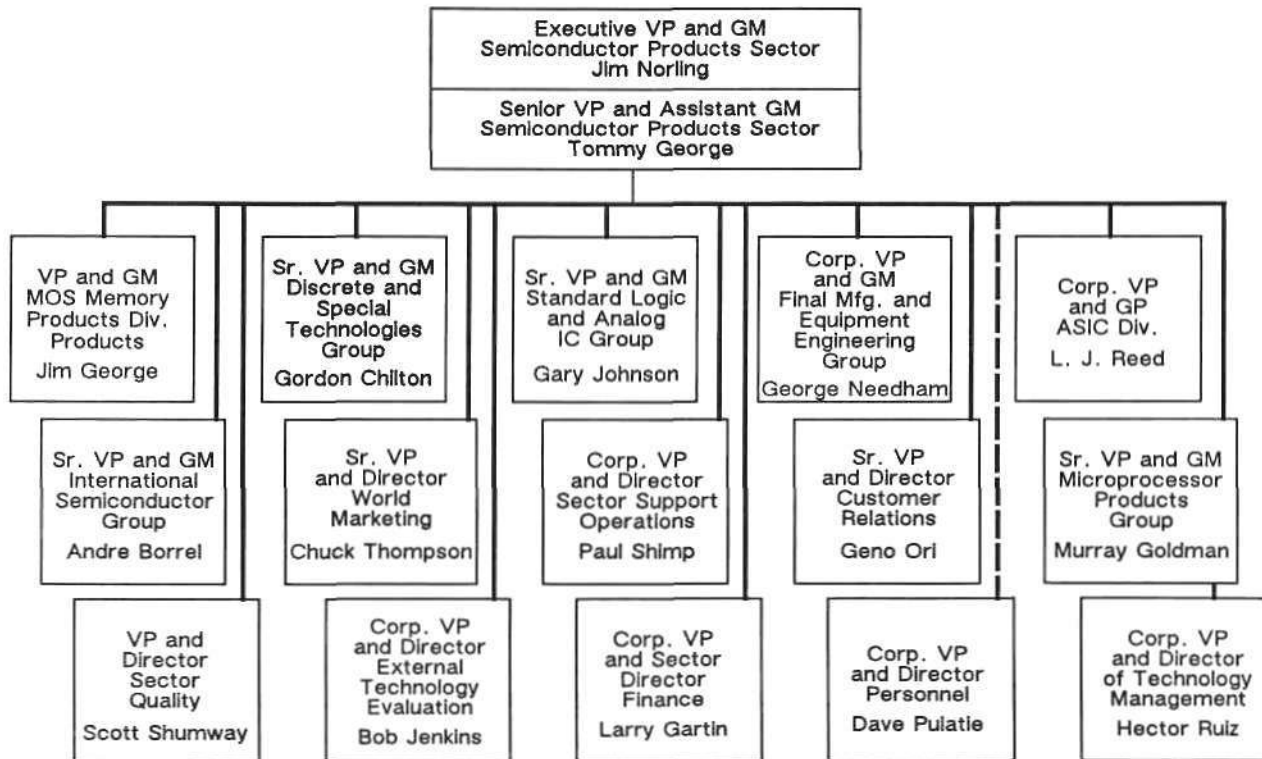 Executive VP and GM
Semiconductor Products Sector
Jim Norling
Senior VP and Assistant GM
Semiconductor Products Sector
Tommy George
VP and GM
MOS Memory
Products Div.
Products
Jim George
Sr. VP and GM
Discrete and
Special
Technologies
Group
Gordon Chilton
Sr. VP and GM
Standard Logic
and Analog
IC Group
Gary Johnson
Corp. VP
and GM
Final Mfg. and
Equipment
Engineering
Group
George Needham
Corp. VP
and GP
ASIC Div.
L. J. Reed
Sr. VP and GM
International
Semiconductor
Group
Andre Borrel
Sr. VP
and Director
World
Marketing
Chuck Thompson
Corp. VP
and Director
Sector Support
Operations
Paul Shimp
Sr. VP
and Director
Customer
Relations
Geno Ori
Sr. VP and GM
Microprocessor
Products
Group
Murray Goldman
VP and
Director
Sector
Quality
Scott Shumway
Corp. VP
and Director
External
Technology
Evaluation
Bob Jenkins
Corp. VP
and Sector
Director
Finance
Larry Gartin
Corp. VP
and Director
Personnel
Dave Pulatie
Corp. VP
and Director
of Technology
Management
Hector Ruiz